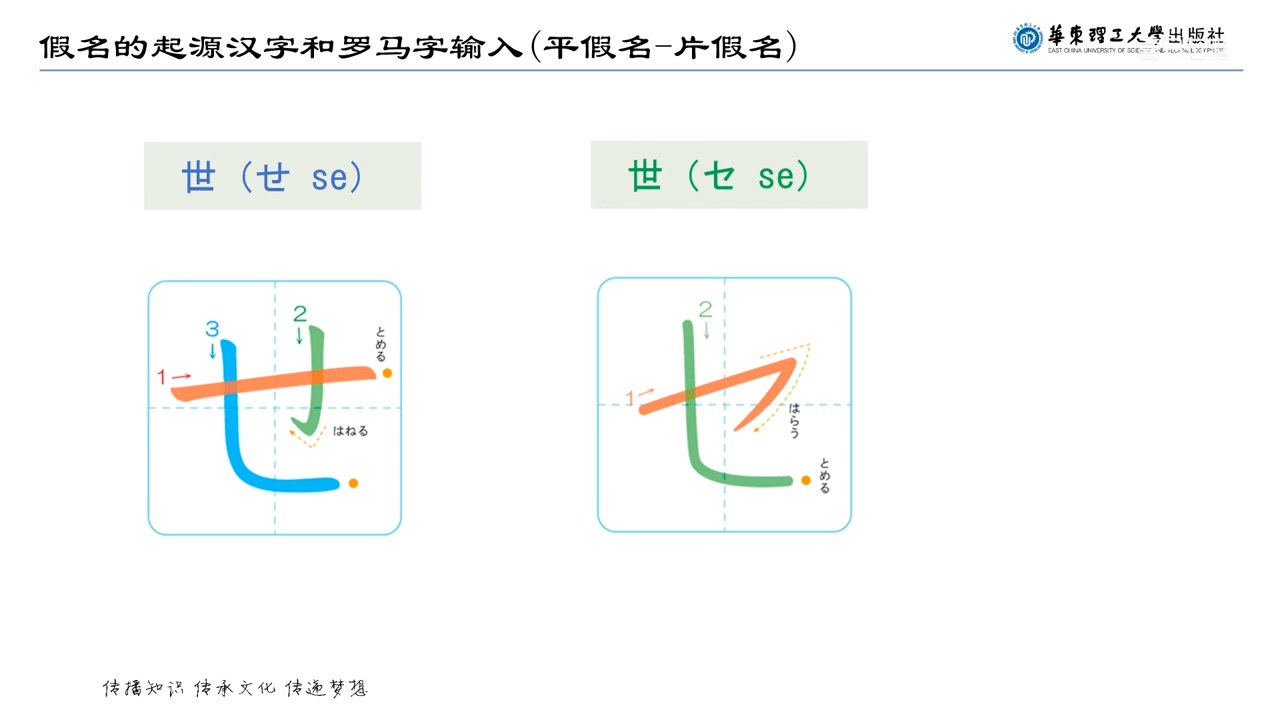 假名的起源汉字和罗马字输入(平假名-片假名)
華東理工大學出版社
EAST CHINA UNIVERSITY OF SCIENCE AND TECHNOLOGY PRESS
世（せ se）
世（セ se）
3
2
1
とめる
はねる
2
1
はらう
とめる
传播知识 传承文化 传递梦想